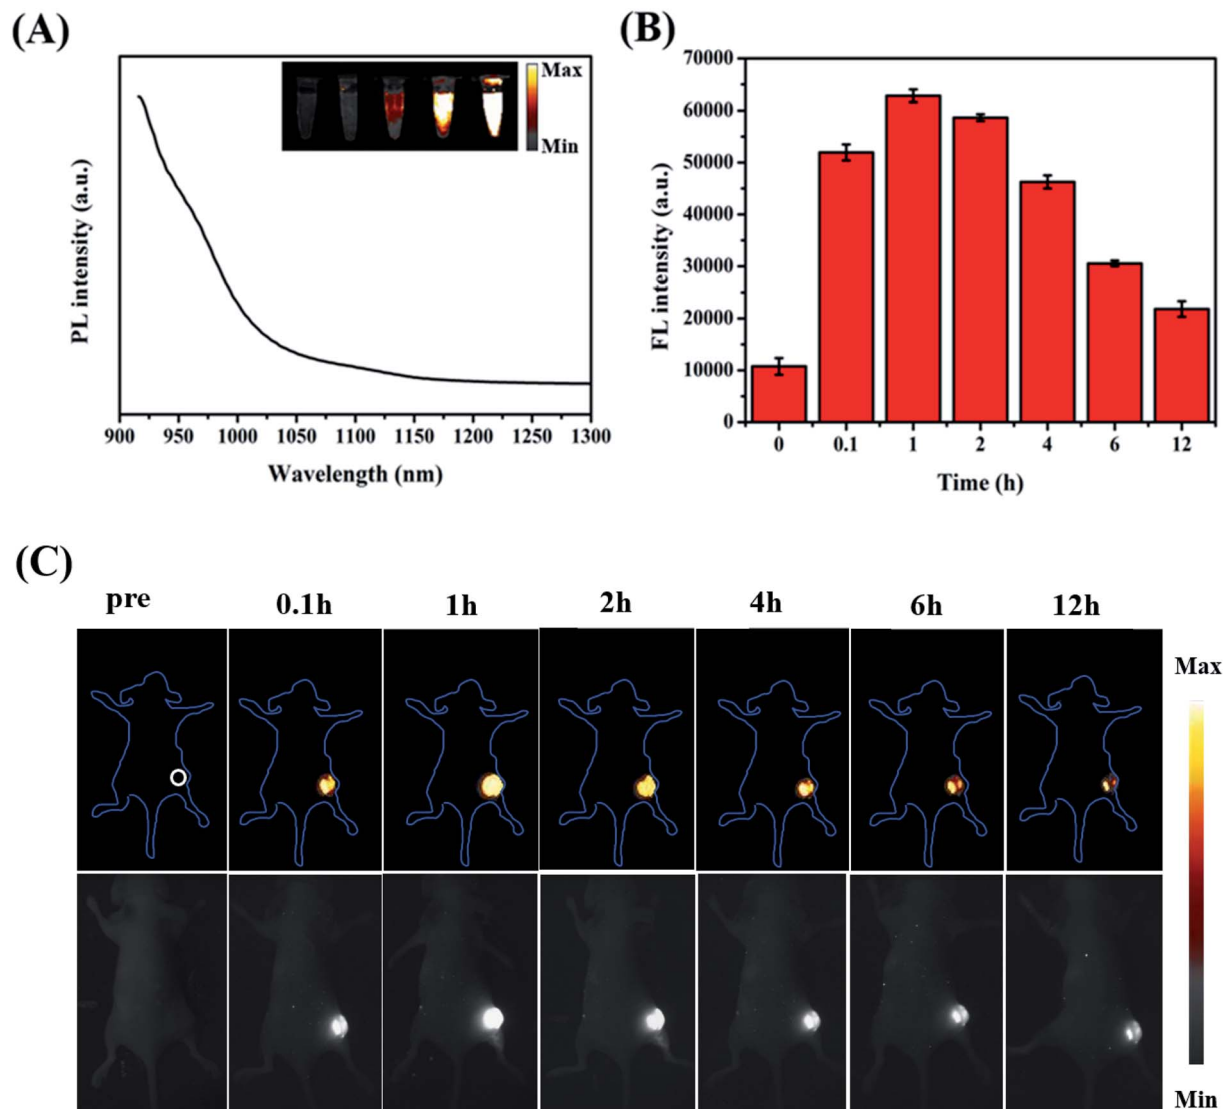 (A)
PL intensity (a.u.)
Max
Min
900 950 1000 1050 1100 1150 1200 1250 1300
Wavelength (nm)
(B)
FL intensity (a.u.)
70000
60000
50000
40000
30000
20000
10000
0
0 0.1 1 2 4 6 12
Time (h)
(C)
pre 0.1h 1h 2h 4h 6h 12h
Max
Min